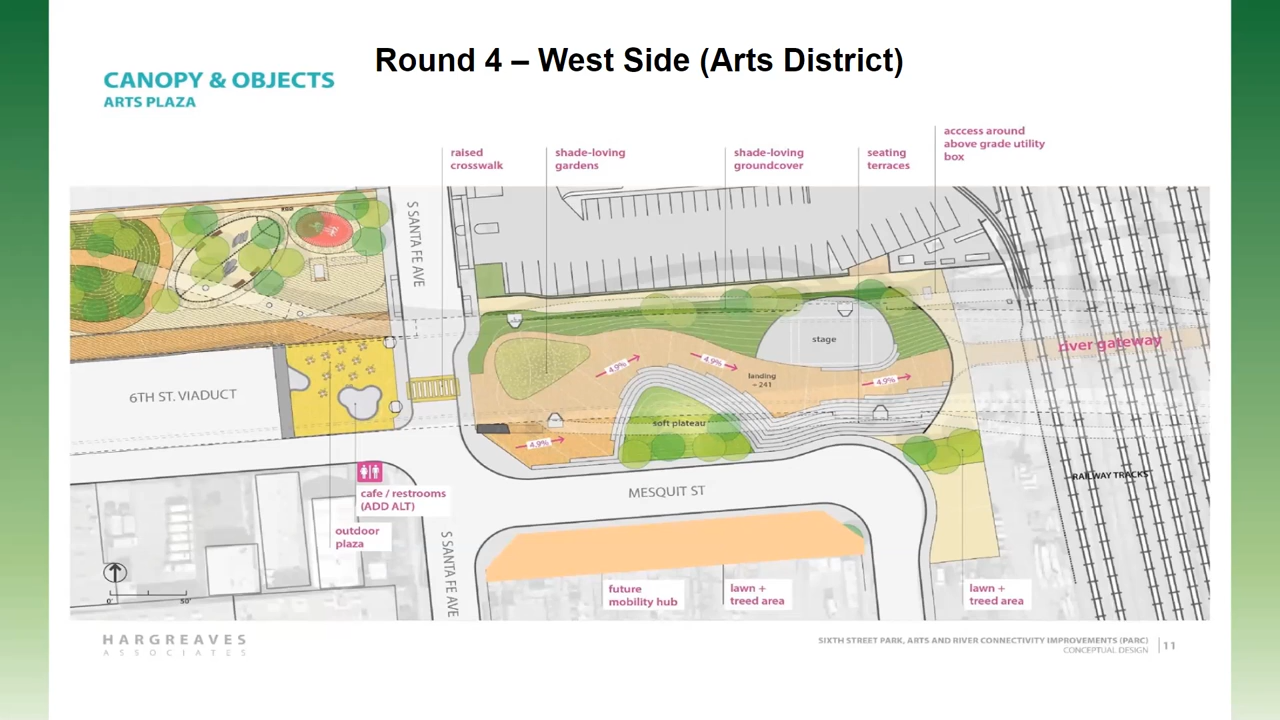 Round 4 – West Side (Arts District)
CANOPY & OBJECTS
ARTS PLAZA
raised
crosswalk
shade-loving
gardens
shade-loving
groundcover
seating
terraces
acccess around
above grade utility
box
S SANTA FE AVE
stage
river gateway
4.9%
4.9%
landing
4.9%
6TH ST. VIADUCT
soft plateau
4.9%
RAILWAY TRACKS
MESQUIT ST
cafe / restrooms
(ADD ALT)
outdoor
plaza
S SANTA FE AVE
future
mobility hub
lawn +
treed area
lawn +
treed area
0'
50'
HARGREAVES
ASSOCIATES
SIXTH STREET PARK, ARTS AND RIVER CONNECTIVITY IMPROVEMENTS (PARC)
CONCEPTUAL DESIGN
11